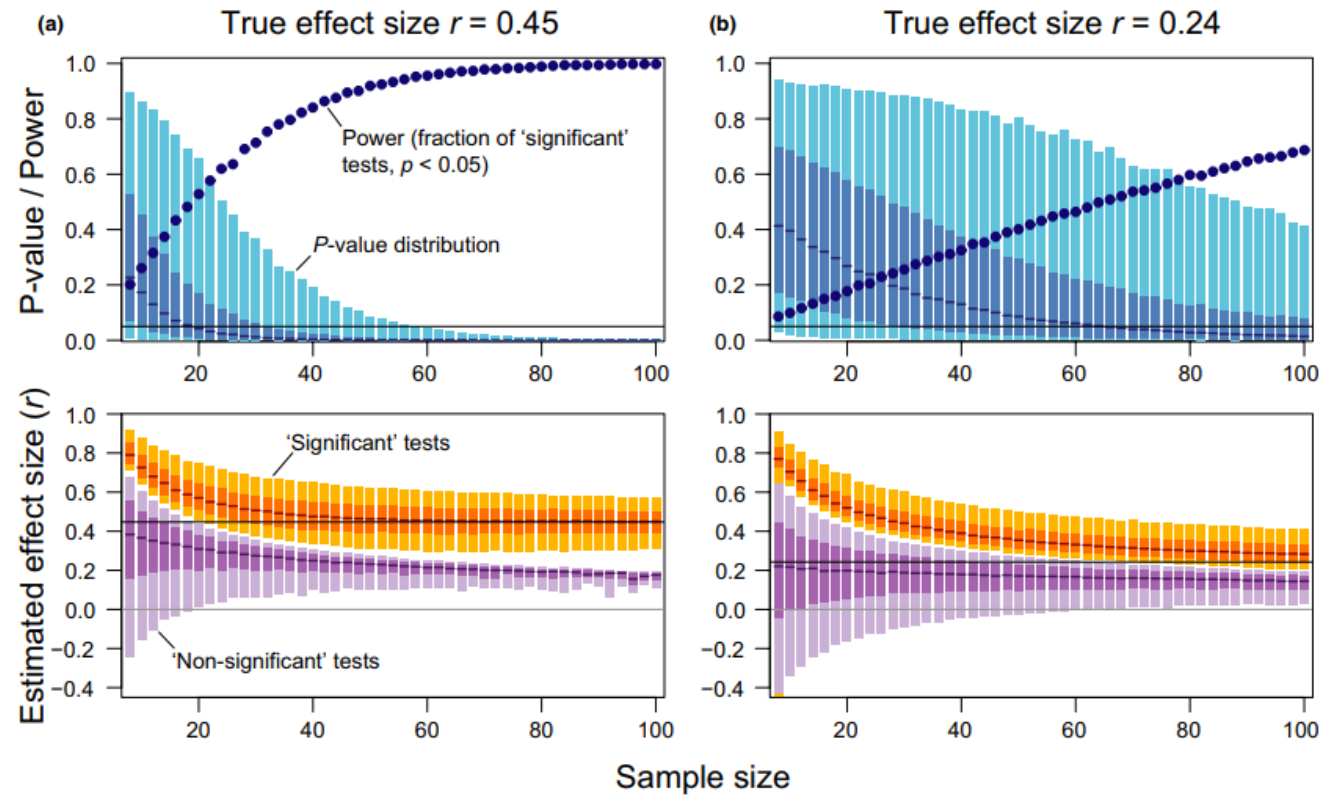 (a) True effect size r = 0.45
(b) True effect size r = 0.24
P-value / Power
1.0
0.8
0.6
0.4
0.2
0.0
Power (fraction of ‘significant’
tests, p < 0.05)
P-value distribution
20 40 60 80 100
1.0
0.8
0.6
0.4
0.2
0.0
20 40 60 80 100
Estimated effect size (r)
1.0
0.8
0.6
0.4
0.2
0.0
−0.2
−0.4
‘Significant’ tests
‘Non-significant’ tests
20 40 60 80 100
1.0
0.8
0.6
0.4
0.2
0.0
−0.2
−0.4
20 40 60 80 100
Sample size